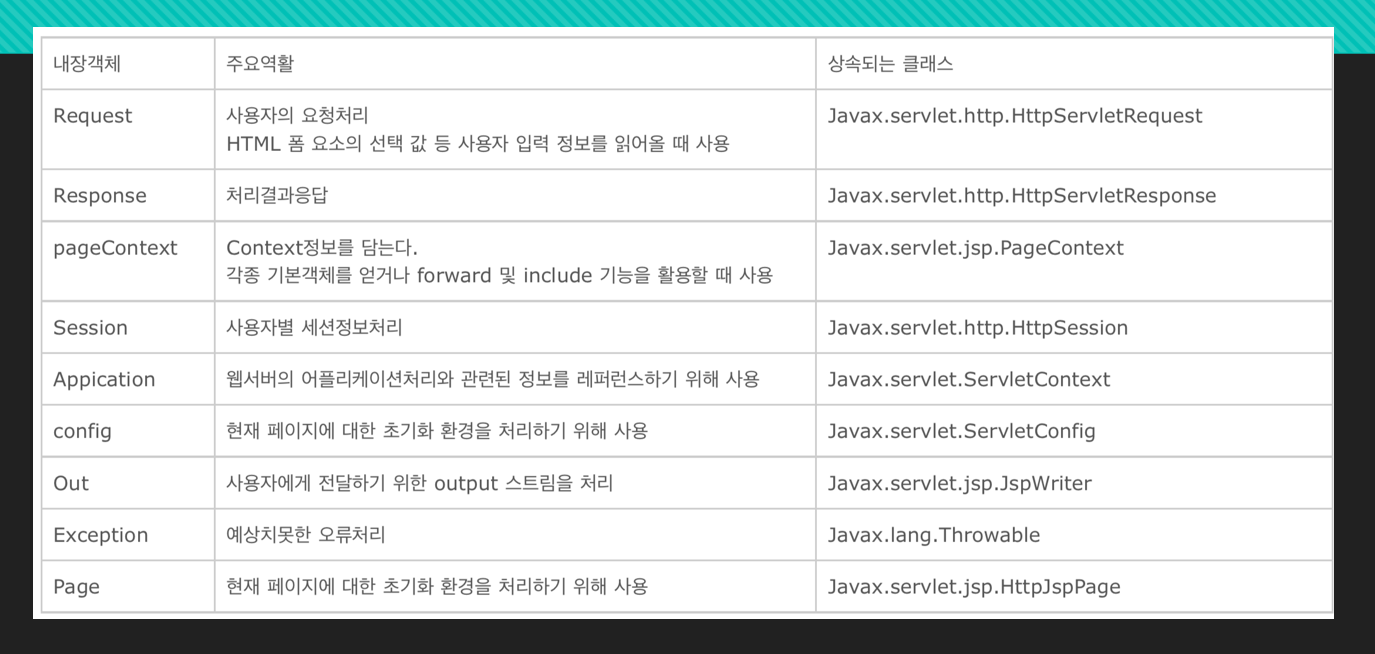 내장객체 주요역활 상속되는 클래스
Request 사용자의 요청처리 Javax.servlet.http.HttpServletRequest
HTML 폼 요소의 선택 값 등 사용자 입력 정보를 읽어올 때 사용
Response 처리결과응답 Javax.servlet.http.HttpServletResponse
pageContext Context정보를 담는다. Javax.servlet.jsp.PageContext
각종 기본객체를 얻거나 forward 및 include 기능을 활용할 때 사용
Session 사용자별 세션정보처리 Javax.servlet.http.HttpSession
Appication 웹서버의 어플리케이션처리와 관련된 정보를 레퍼런스하기 위해 사용 Javax.servlet.ServletContext
config 현재 페이지에 대한 초기화 환경을 처리하기 위해 사용 Javax.servlet.ServletConfig
Out 사용자에게 전달하기 위한 output 스트림을 처리 Javax.servlet.jsp.JspWriter
Exception 예상치못한 오류처리 Javax.lang.Throwable
Page 현재 페이지에 대한 초기화 환경을 처리하기 위해 사용 Javax.servlet.jsp.HttpJspPage